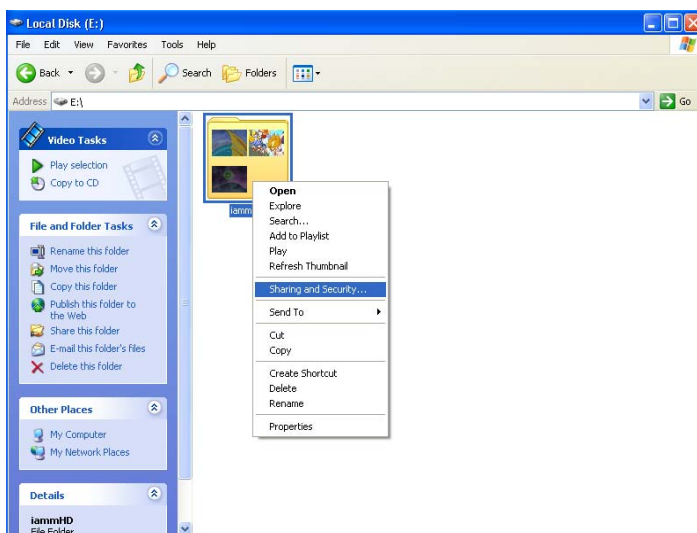 Local Disk (E:)
File Edit View Favorites Tools Help
Back Search Folders
Address E:\ Go
Video Tasks
Play selection
Copy to CD
File and Folder Tasks
Rename this folder
Move this folder
Copy this folder
Publish this folder to
the Web
Share this folder
E-mail this folder's files
Delete this folder
Other Places
My Computer
My Network Places
Details
iammHD
File Folder
iamm
Open
Explore
Search...
Add to Playlist
Play
Refresh Thumbnail
Sharing and Security...
Send To
Cut
Copy
Create Shortcut
Delete
Rename
Properties